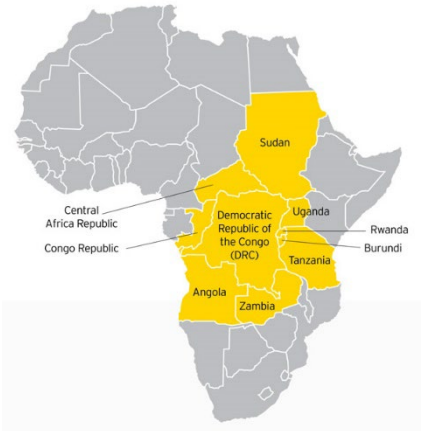 Sudan
Central
Africa Republic
Congo Republic
Democratic
Republic of
the Congo
(DRC)
Uganda
Rwanda
Burundi
Tanzania
Angola
Zambia